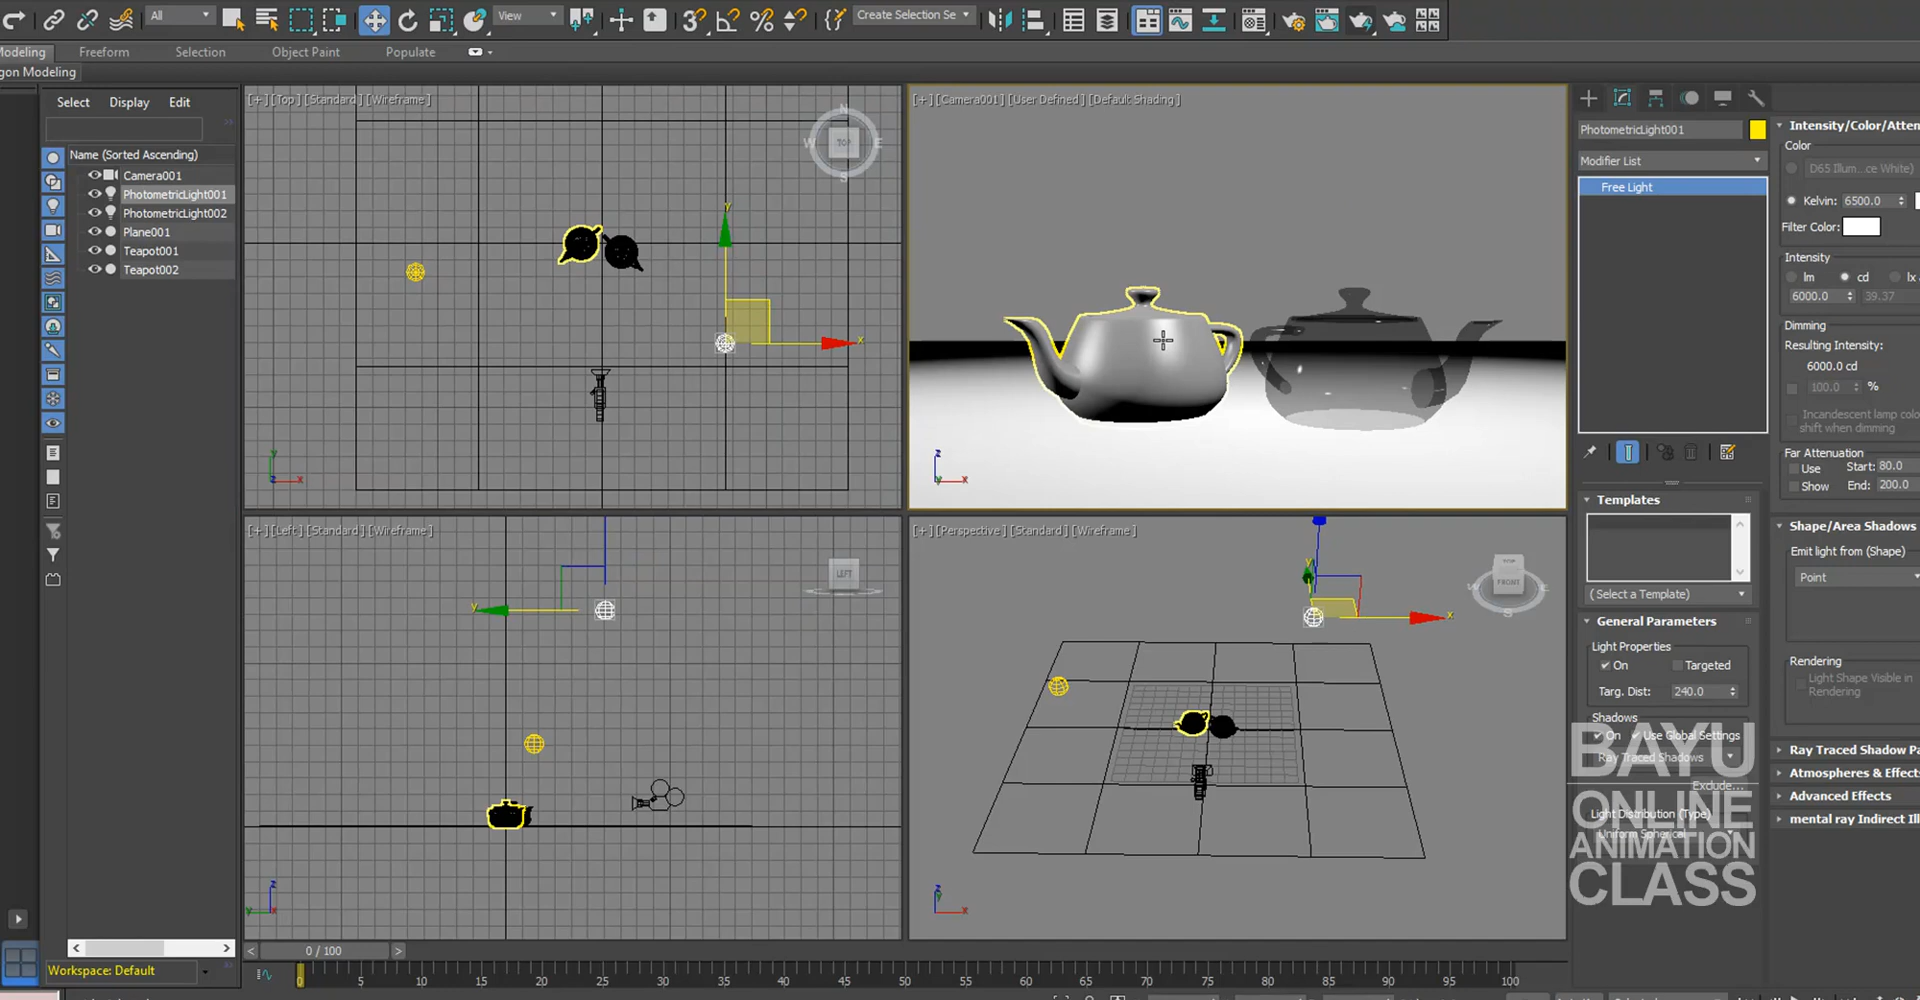 All
View
Create Selection Se
Modeling
Freeform
Selection
Object Paint
Populate
gon Modeling
Select
Display
Edit
Name (Sorted Ascending)
Camera001
PhotometricLight001
PhotometricLight002
Plane001
Teapot001
Teapot002
Workspace: Default
[+] [Top] [Standard] [Wireframe]
N
W
TOP
E
S
y
x
y
z
x
[+] [Camera001] [User Defined] [Default Shading]
z
y
x
[+] [Left] [Standard] [Wireframe]
LEFT
y
z
y
x
[+] [Perspective] [Standard] [Wireframe]
TOP
FRONT
W
E
S
y
x
z
y
x
< 0 / 100 >
0 5 10 15 20 25 30 35 40 45 50 55 60 65 70 75 80 85 90 95 100
PhotometricLight001
Modifier List
Free Light
Templates
(Select a Template)
General Parameters
Light Properties
On
Targeted
Targ. Dist: 240.0
Shadows
On
Use Global Settings
Ray Traced Shadows
Exclude...
Light Distribution (Type)
Uniform Spherical
Intensity/Color/Atten
Color
D65 Illum...ce White)
Kelvin: 6500.0
Filter Color:
Intensity
lm
cd
lx a
6000.0
39.37
Dimming
Resulting Intensity:
6000.0 cd
100.0 %
Incandescent lamp colo
shift when dimming
Far Attenuation
Use Start: 80.0
Show End: 200.0
Shape/Area Shadows
Emit light from (Shape)
Point
Rendering
Light Shape Visible in
Rendering
Ray Traced Shadow Pa
Atmospheres & Effects
Advanced Effects
mental ray Indirect Ill
BAYU
ONLINE
ANIMATION
CLASS